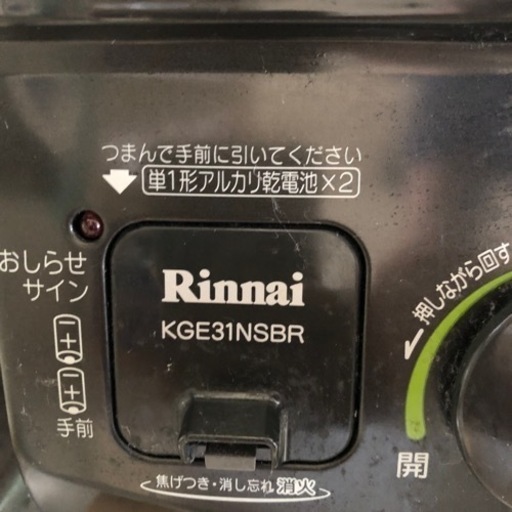 つまんで手前に引いてください
単1形アルカリ乾電池×2
おしらせ
サイン
Rinnai
KGE31NSBR
手前
押しながら回す
開
焦げつき・消し忘れ 消火